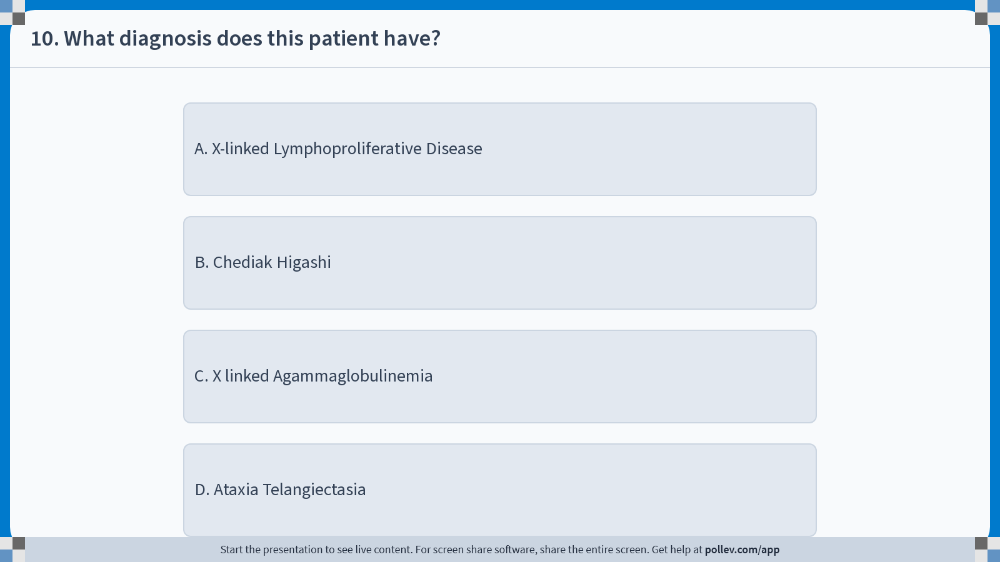 10. What diagnosis does this patient have?
A. X-linked Lymphoproliferative Disease
B. Chediak Higashi
C. X linked Agammaglobulinemia
D. Ataxia Telangiectasia
Start the presentation to see live content. For screen share software, share the entire screen. Get help at pollev.com/app